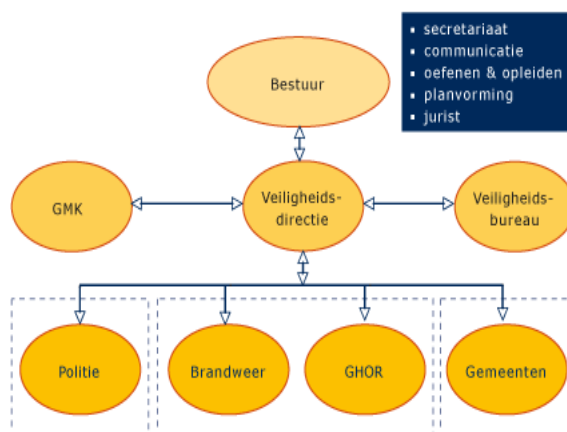 ▪ secretariaat
▪ communicatie
▪ oefenen & opleiden
▪ planvorming
▪ jurist
Bestuur
GMK
Veiligheids-
directie
Veiligheids-
bureau
Politie
Brandweer
GHOR
Gemeenten